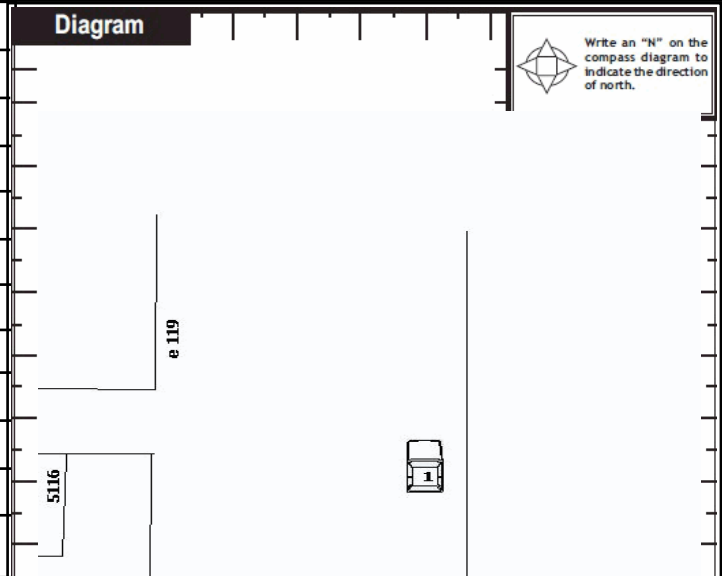 Diagram
Write an “N” on the
compass diagram to
indicate the direction
of north.
e 119
1
5116